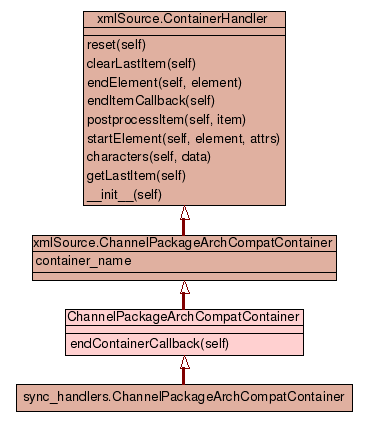 xmlSource.ContainerHandler
reset(self)
clearLastItem(self)
endElement(self, element)
endItemCallback(self)
postprocessItem(self, item)
startElement(self, element, attrs)
characters(self, data)
getLastItem(self)
__init__(self)
xmlSource.ChannelPackageArchCompatContainer
container_name
ChannelPackageArchCompatContainer
endContainerCallback(self)
sync_handlers.ChannelPackageArchCompatContainer